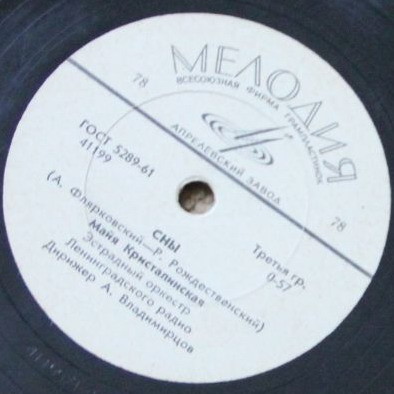 МЕЛОДИЯ
ВСЕСОЮЗНАЯ ФИРМА ГРАМПЛАСТИНОК
78
78
АПРЕЛЕВСКИЙ ЗАВОД
ГОСТ 5289-61
41199
Третья гр.
0-57
СНЫ
(А. Флярковский—Р. Рождественский)
Майя Кристалинская
Эстрадный оркестр
Ленинградского радио
Дирижер А. Владимирцов